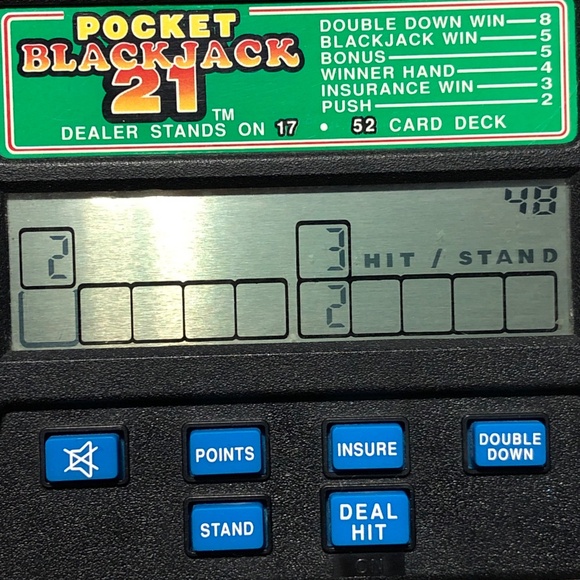 POCKET
BLACKJACK
21™
DOUBLE DOWN WIN—8
BLACKJACK WIN—5
BONUS—5
WINNER HAND—4
INSURANCE WIN—3
PUSH—2
DEALER STANDS ON 17 • 52 CARD DECK
48
2 3 HIT / STAND
2
POINTS INSURE DOUBLE DOWN
STAND DEAL HIT
ON